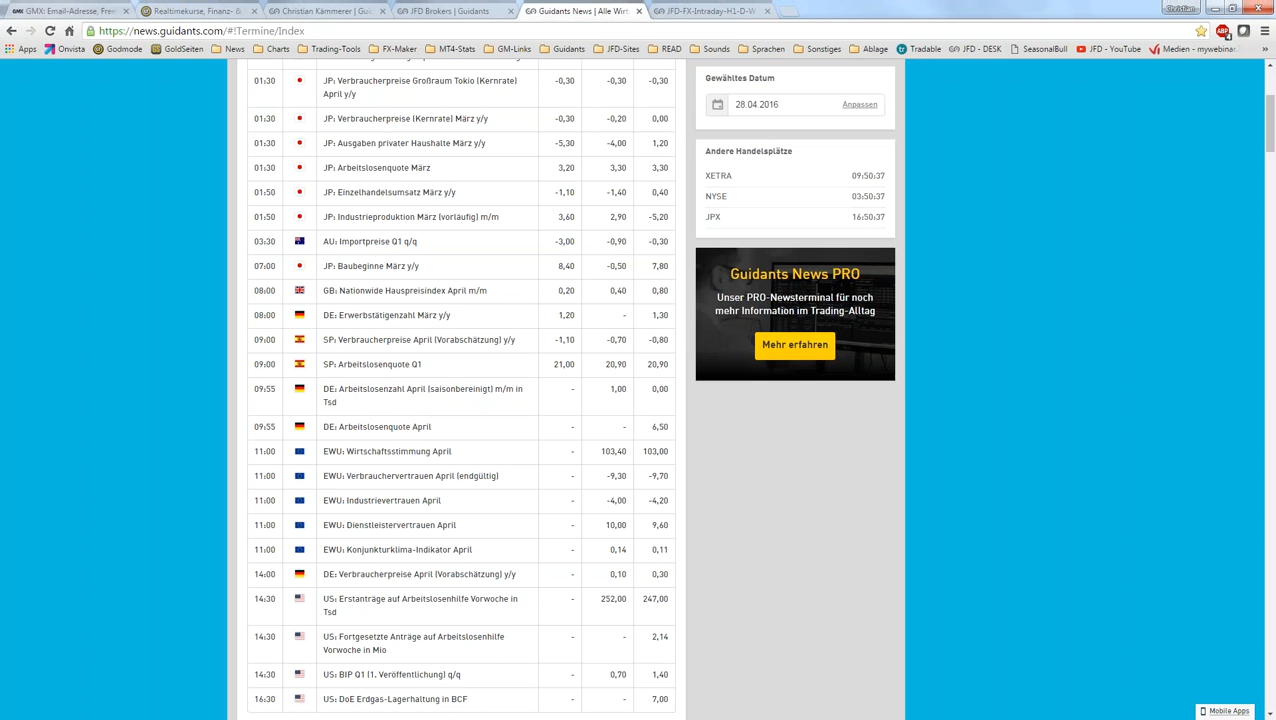 GMX: Email-Adresse, Free
Realtimekurse, Finanz- &
Christian Kämmerer | Gui
JFD Brokers | Guidants
Guidants News | Alle Wirt
JFD-FX-Intraday-H1-D-W
Christian
https://news.guidants.com/#!Termine/Index
Apps Onvista Godmode GoldSeiten News Charts Trading-Tools FX-Maker MT4-Stats GM-Links Guidants JFD-Sites READ Sounds Sprachen Sonstiges Ablage Tradable JFD - DESK SeasonalBull JFD - YouTube Medien - mywebina »
01:30 JP: Verbraucherpreise Großraum Tokio (Kernrate) -0,30 -0,30 -0,30
April y/y
01:30 JP: Verbraucherpreise (Kernrate) März y/y -0,30 -0,20 0,00
01:30 JP: Ausgaben privater Haushalte März y/y -5,30 -4,00 1,20
01:30 JP: Arbeitslosenquote März 3,20 3,30 3,30
01:50 JP: Einzelhandelsumsatz März y/y -1,10 -1,40 0,40
01:50 JP: Industrieproduktion März (vorläufig) m/m 3,60 2,90 -5,20
03:30 AU: Importpreise Q1 q/q -3,00 -0,90 -0,30
07:00 JP: Baubeginne März y/y 8,40 -0,50 7,80
08:00 GB: Nationwide Hauspreisindex April m/m 0,20 0,40 0,80
08:00 DE: Erwerbstätigenzahl März y/y 1,20 - 1,30
09:00 SP: Verbraucherpreise April (Vorabschätzung) y/y -1,10 -0,70 -0,80
09:00 SP: Arbeitslosenquote Q1 21,00 20,90 20,90
09:55 DE: Arbeitslosenzahl April (saisonbereinigt) m/m in - 1,00 0,00
Tsd
09:55 DE: Arbeitslosenquote April - 6,50
11:00 EWU: Wirtschaftsstimmung April - 103,40 103,00
11:00 EWU: Verbrauchervertrauen April (endgültig) - -9,30 -9,70
11:00 EWU: Industrievertrauen April - -4,00 -4,20
11:00 EWU: Dienstleistervertrauen April - 10,00 9,60
11:00 EWU: Konjunkturklima-Indikator April - 0,14 0,11
14:00 DE: Verbraucherpreise April (Vorabschätzung) y/y - 0,10 0,30
14:30 US: Erstanträge auf Arbeitslosenhilfe Vorwoche in - 252,00 247,00
Tsd
14:30 US: Fortgesetzte Anträge auf Arbeitslosenhilfe - - 2,14
Vorwoche in Mio
14:30 US: BIP Q1 (1. Veröffentlichung) q/q - 0,70 1,40
16:30 US: DoE Erdgas-Lagerhaltung in BCF - - 7,00
Gewähltes Datum
28.04.2016 Anpassen
Andere Handelsplätze
XETRA 09:50:37
NYSE 03:50:37
JPX 16:50:37
Guidants News PRO
Unser PRO-Newsterminal für noch
mehr Information im Trading-Alltag
Mehr erfahren
Mobile Apps